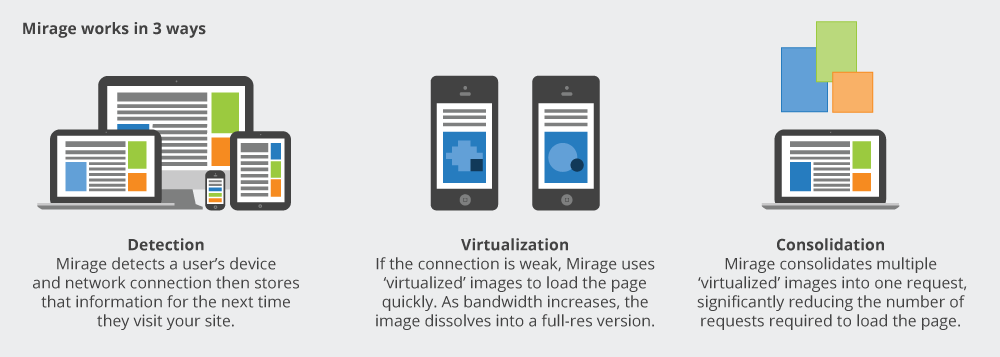 Mirage works in 3 ways
Detection
Mirage detects a user’s device
and network connection then stores
that information for the next time
they visit your site.
Virtualization
If the connection is weak, Mirage uses
‘virtualized’ images to load the page
quickly. As bandwidth increases, the
image dissolves into a full-res version.
Consolidation
Mirage consolidates multiple
‘virtualized’ images into one request,
significantly reducing the number of
requests required to load the page.